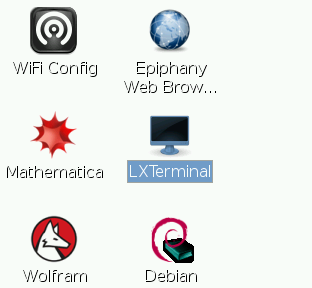 WiFi Config
Epiphany
Web Brow...
Mathematica
LXTerminal
Wolfram
Debian